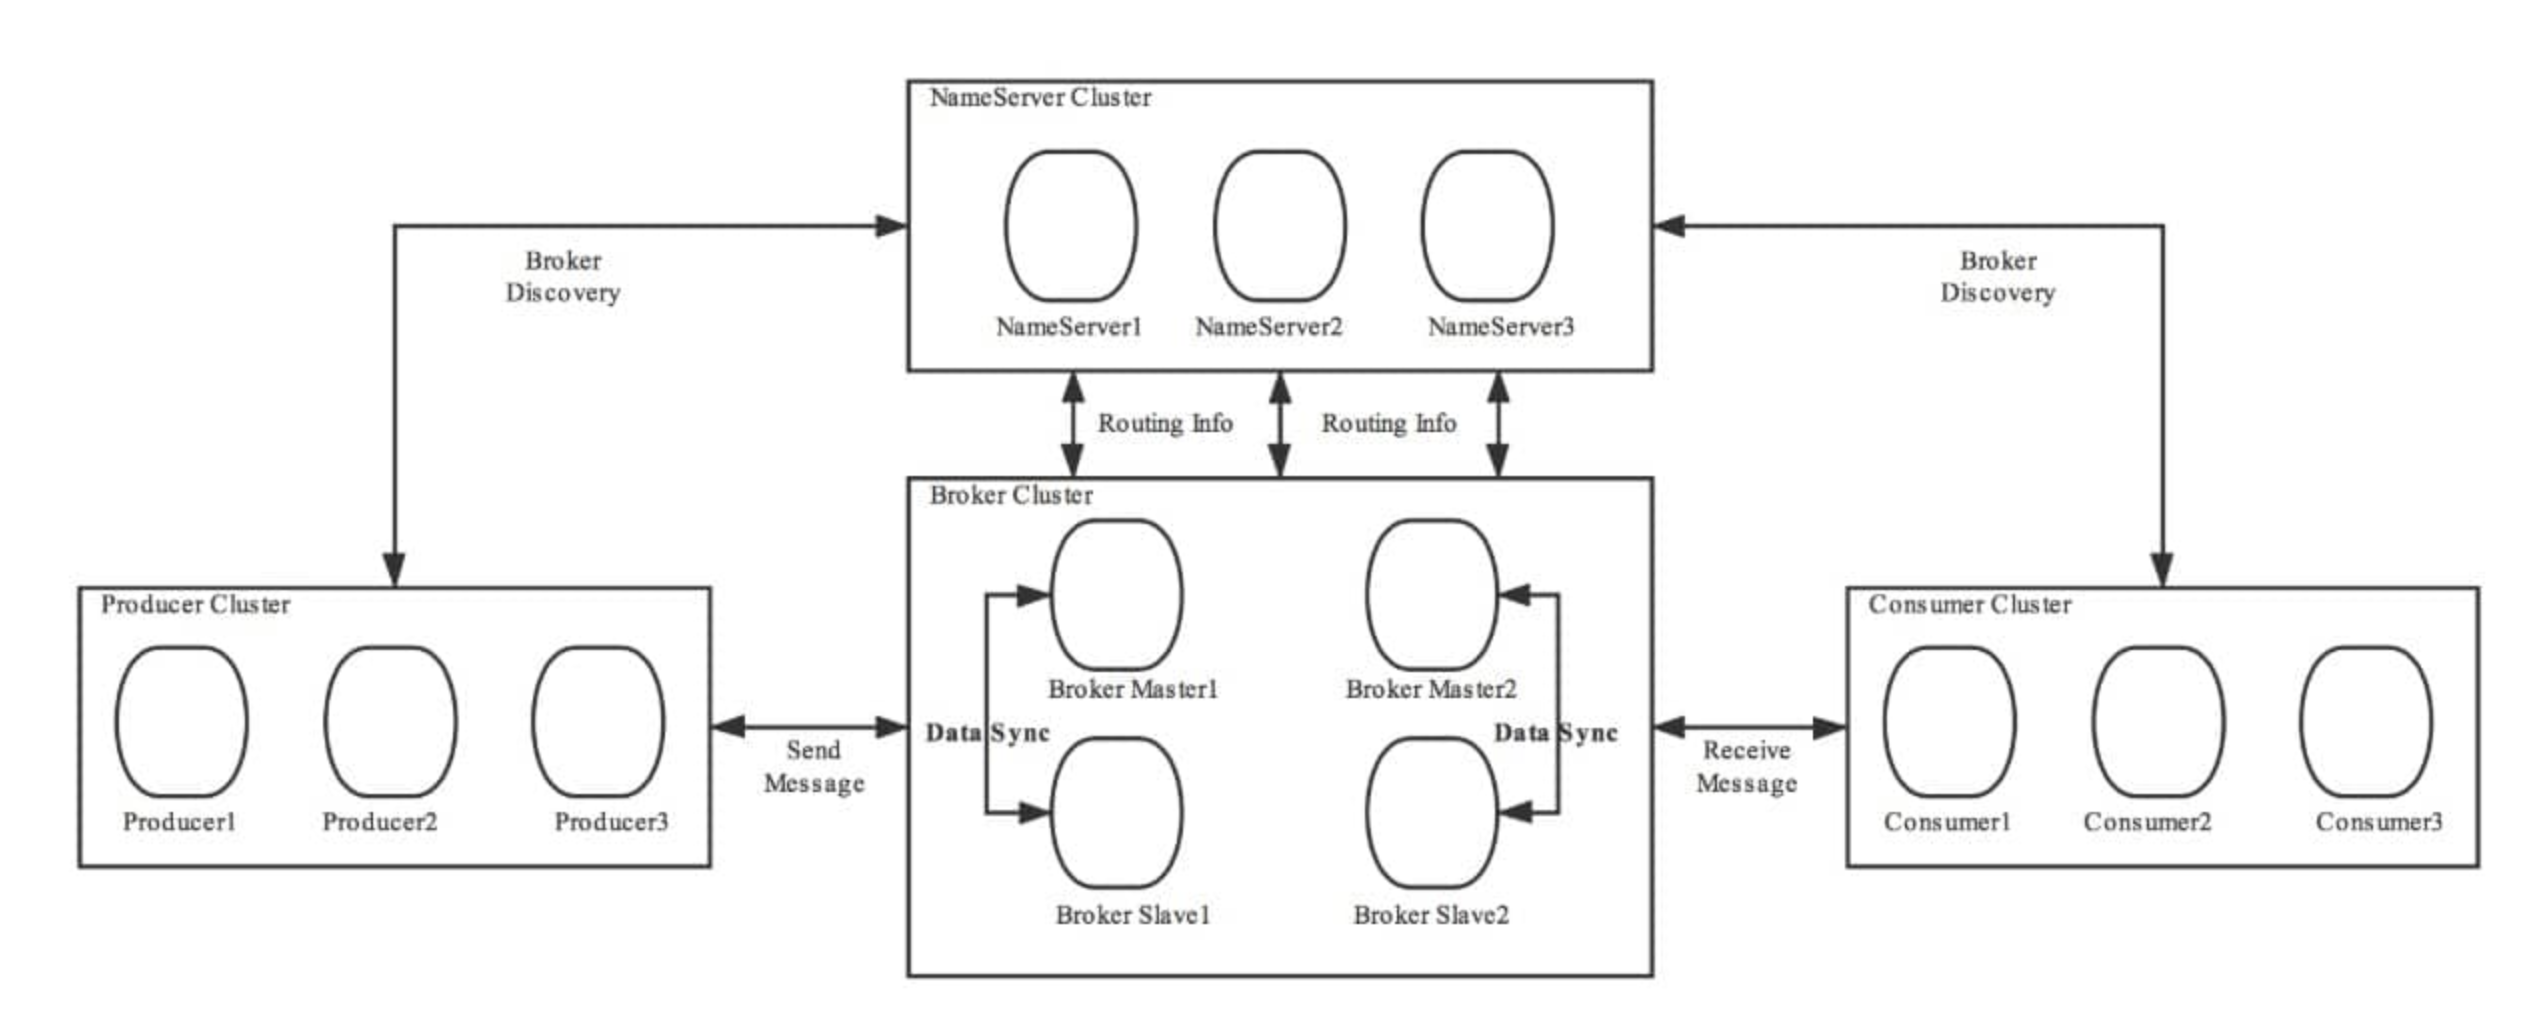 NameServer Cluster
NameServer1
NameServer2
NameServer3
Broker
Discovery
Broker
Discovery
Routing Info
Routing Info
Broker Cluster
Broker Master1
Broker Master2
Data Sync
Data Sync
Broker Slave1
Broker Slave2
Producer Cluster
Producer1
Producer2
Producer3
Send
Message
Receive
Message
Consumer Cluster
Consumer1
Consumer2
Consumer3